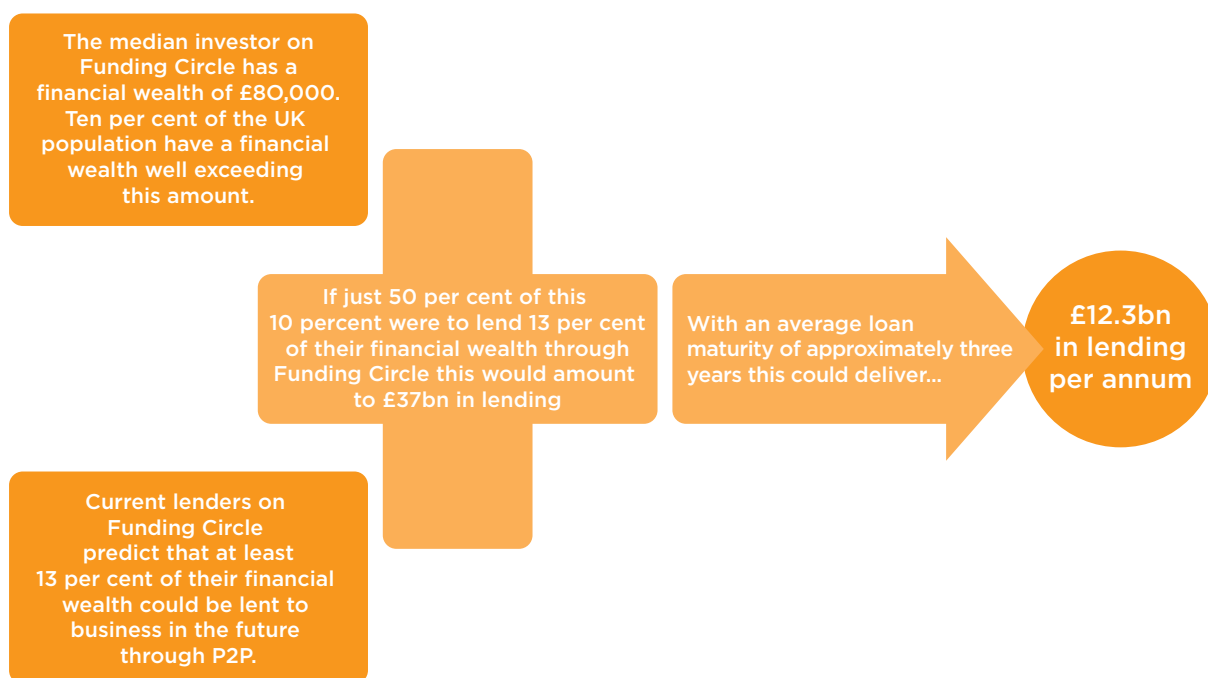 The median investor on
Funding Circle has a
financial wealth of £80,000.
Ten per cent of the UK
population have a financial
wealth well exceeding
this amount.
If just 50 per cent of this
10 percent were to lend 13 per cent
of their financial wealth through
Funding Circle this would amount
to £37bn in lending
With an average loan
maturity of approximately three
years this could deliver...
£12.3bn
in lending
per annum
Current lenders on
Funding Circle
predict that at least
13 per cent of their financial
wealth could be lent to
business in the future
through P2P.